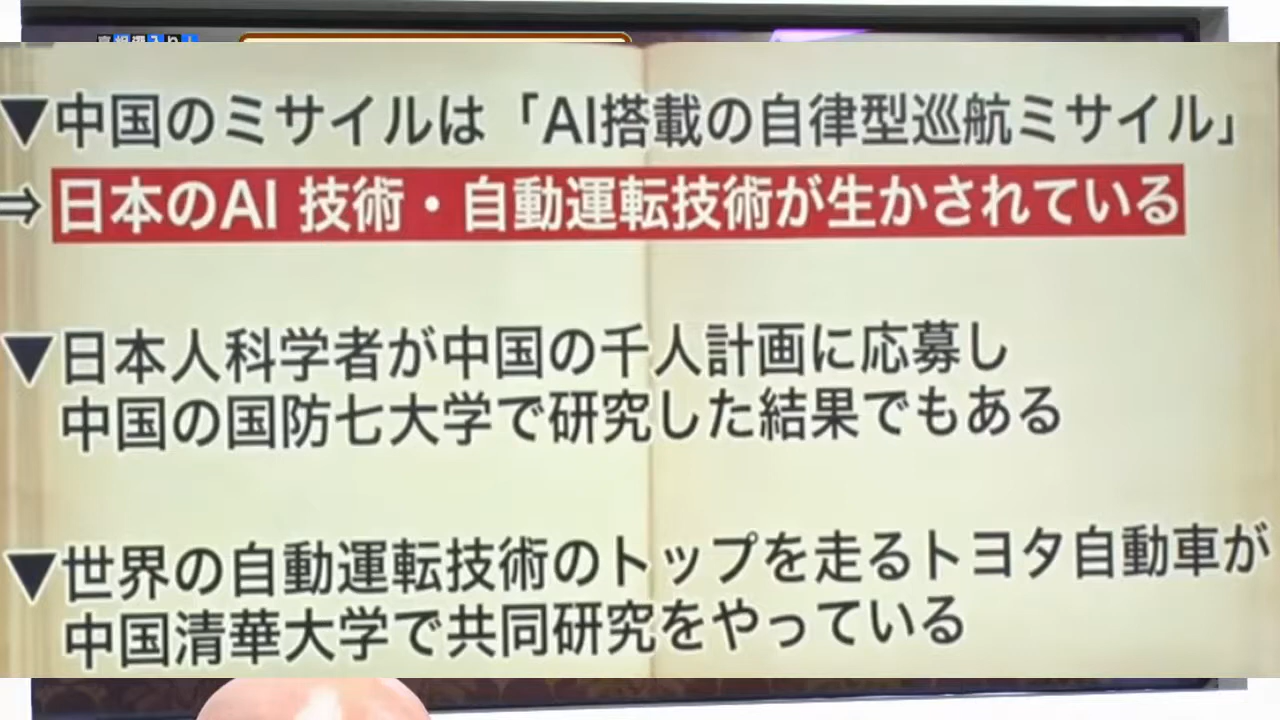 ▼中国のミサイルは「AI搭載の自律型巡航ミサイル」
⇒日本のAI 技術・自動運転技術が生かされている
▼日本人科学者が中国の千人計画に応募し
中国の国防七大学で研究した結果でもある
▼世界の自動運転技術のトップを走るトヨタ自動車が
中国清華大学で共同研究をやっている